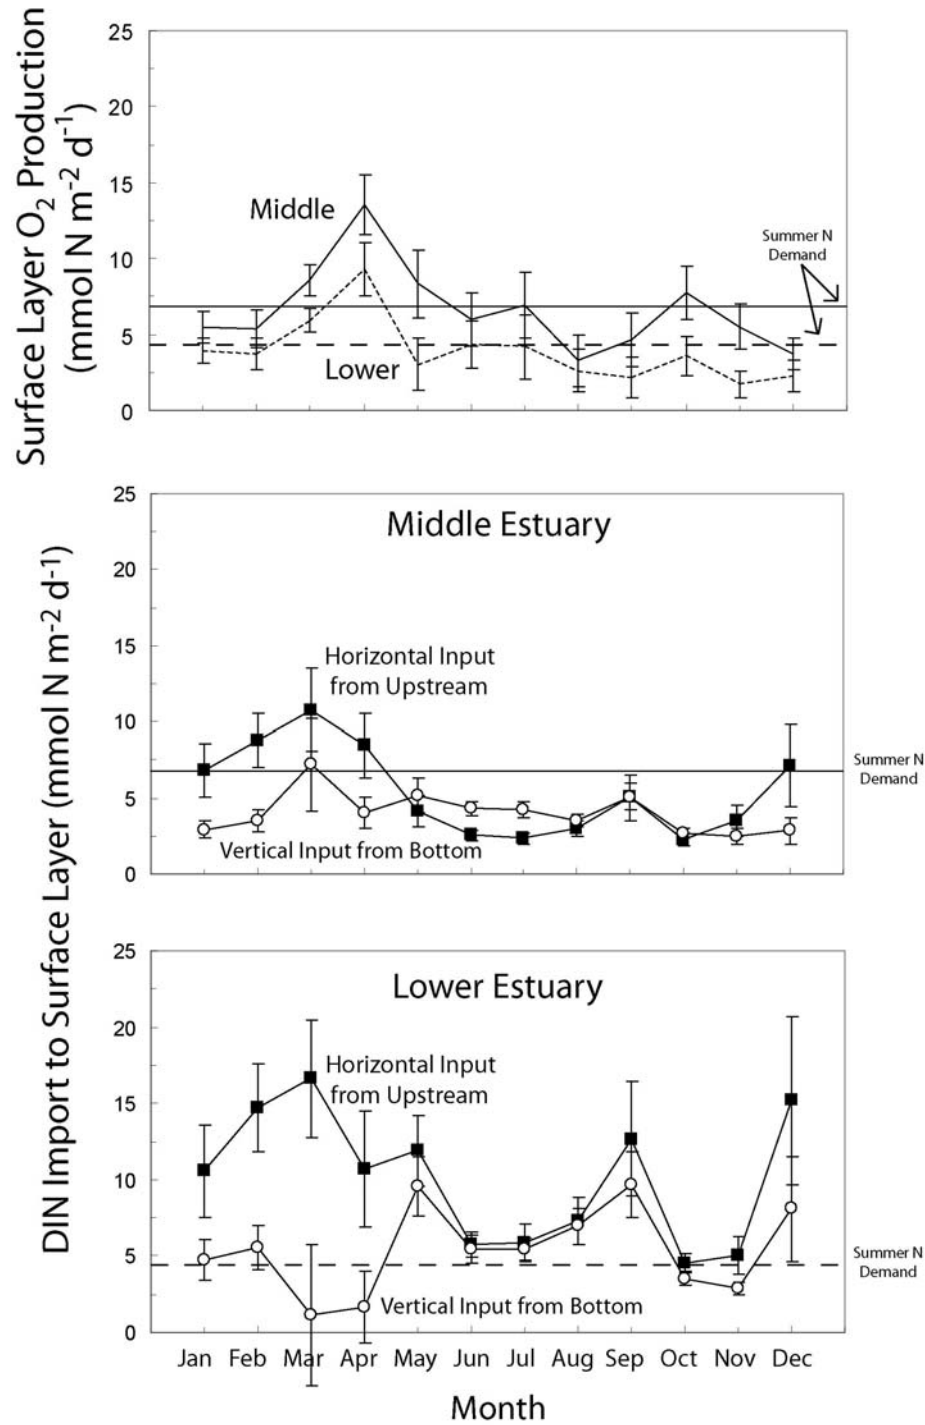 Surface Layer O2 Production
(mmol N m-2 d-1)
25
20
15
10
5
0
Middle
Lower
Summer N
Demand
DIN Import to Surface Layer (mmol N m-2 d-1)
25
20
15
10
5
0
Middle Estuary
Horizontal Input
from Upstream
Vertical Input from Bottom
Summer N
Demand
25
20
15
10
5
0
Lower Estuary
Horizontal Input
from Upstream
Vertical Input from Bottom
Summer N
Demand
Jan Feb Mar Apr May Jun Jul Aug Sep Oct Nov Dec
Month